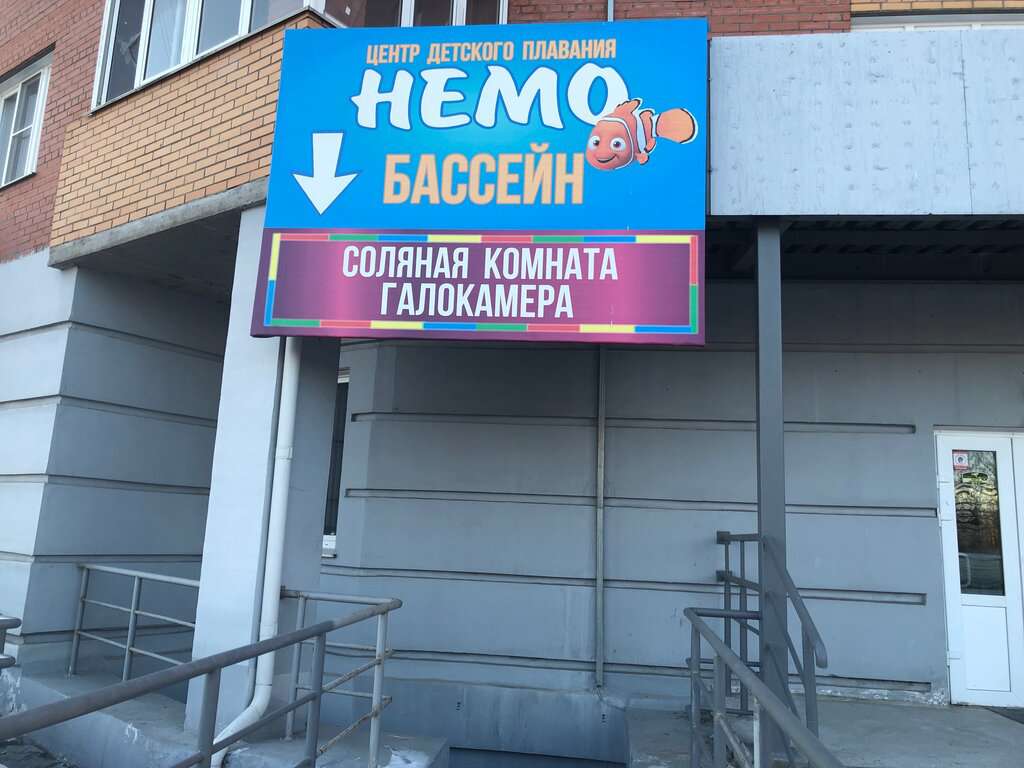 ЦЕНТР ДЕТСКОГО ПЛАВАНИЯ
НЕМО
БАССЕЙН
СОЛЯНАЯ КОМНАТА
ГАЛОКАМЕРА